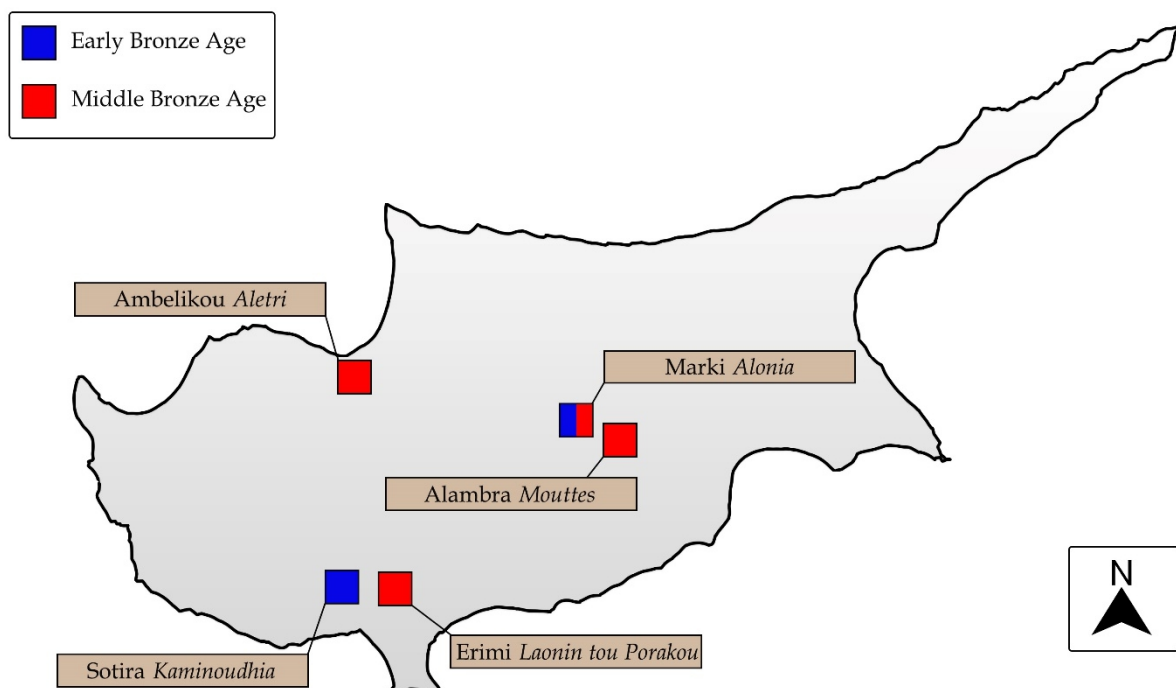 Early Bronze Age
Middle Bronze Age
Ambelikou Aletri
Marki Alonia
Alambra Mouttes
Sotira Kaminoudhia
Erimi Laonin tou Porakou
N